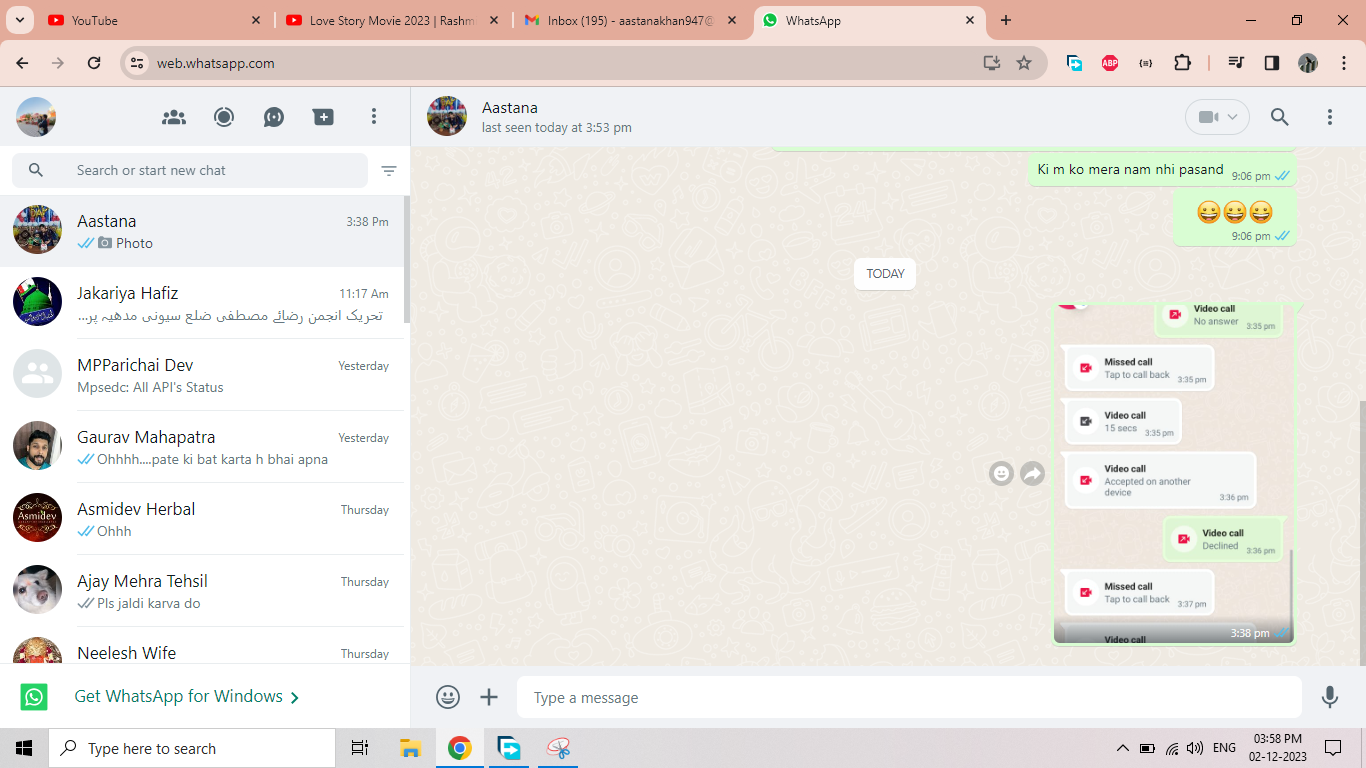 YouTube
Love Story Movie 2023 | Rashm
Inbox (195) - aastanakhan947@
WhatsApp
web.whatsapp.com
ABP
Aastana
last seen today at 3:53 pm
Search or start new chat
Aastana
3:38 Pm
Photo
Jakariya Hafiz
11:17 Am
تحریک انجمن رضائے مصطفی ضلع سیونی مدھیہ پر...
MPParichai Dev
Yesterday
Mpsedc: All API's Status
Gaurav Mahapatra
Yesterday
Ohhhh....pate ki bat karta h bhai apna
Asmidev Herbal
Thursday
Asmidev
Ohhh
Ajay Mehra Tehsil
Thursday
Pls jaldi karva do
Neelesh Wife
Thursday
Get WhatsApp for Windows
Ki m ko mera nam nhi pasand
9:06 pm
9:06 pm
TODAY
Video call
No answer
3:35 pm
Missed call
Tap to call back
3:35 pm
Video call
15 secs
3:35 pm
Video call
Accepted on another
device
3:36 pm
Video call
Declined
3:36 pm
Missed call
Tap to call back
3:37 pm
Video call
3:38 pm
Type a message
Type here to search
ENG
03:58 PM
02-12-2023